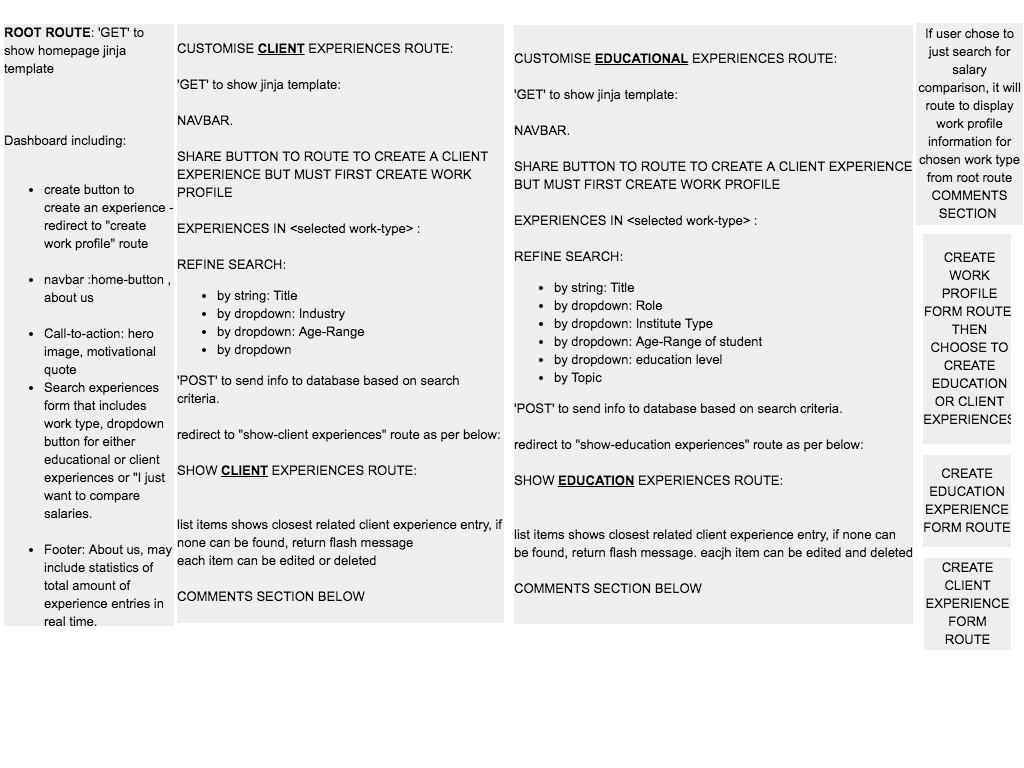 ROOT ROUTE: 'GET' to
show homepage jinja
template
Dashboard including:
create button to
create an experience -
redirect to "create
work profile" route
navbar :home-button ,
about us
Call-to-action: hero
image, motivational
quote
Search experiences
form that includes
work type, dropdown
button for either
educational or client
experiences or "I just
want to compare
salaries.
Footer: About us, may
include statistics of
total amount of
experience entries in
real time.
CUSTOMISE CLIENT EXPERIENCES ROUTE:
'GET' to show jinja template:
NAVBAR.
SHARE BUTTON TO ROUTE TO CREATE A CLIENT
EXPERIENCE BUT MUST FIRST CREATE WORK
PROFILE
EXPERIENCES IN <selected work-type> :
REFINE SEARCH:
by string: Title
by dropdown: Industry
by dropdown: Age-Range
by dropdown
'POST' to send info to database based on search
criteria.
redirect to "show-client experiences" route as per below:
SHOW CLIENT EXPERIENCES ROUTE:
list items shows closest related client experience entry, if
none can be found, return flash message
each item can be edited or deleted
COMMENTS SECTION BELOW
CUSTOMISE EDUCATIONAL EXPERIENCES ROUTE:
'GET' to show jinja template:
NAVBAR.
SHARE BUTTON TO ROUTE TO CREATE A CLIENT EXPERIENCE
BUT MUST FIRST CREATE WORK PROFILE
EXPERIENCES IN <selected work-type> :
REFINE SEARCH:
by string: Title
by dropdown: Role
by dropdown: Institute Type
by dropdown: Age-Range of student
by dropdown: education level
by Topic
'POST' to send info to database based on search criteria.
redirect to "show-education experiences" route as per below:
SHOW EDUCATION EXPERIENCES ROUTE:
list items shows closest related client experience entry, if none can
be found, return flash message. eacjh item can be edited and deleted
COMMENTS SECTION BELOW
If user chose to
just search for
salary
comparison, it will
route to display
work profile
information for
chosen work type
from root route
COMMENTS
SECTION
CREATE
WORK
PROFILE
FORM ROUTE
THEN
CHOOSE TO
CREATE
EDUCATION
OR CLIENT
EXPERIENCES
CREATE
EDUCATION
EXPERIENCE
FORM ROUTE
CREATE
CLIENT
EXPERIENCE
FORM
ROUTE